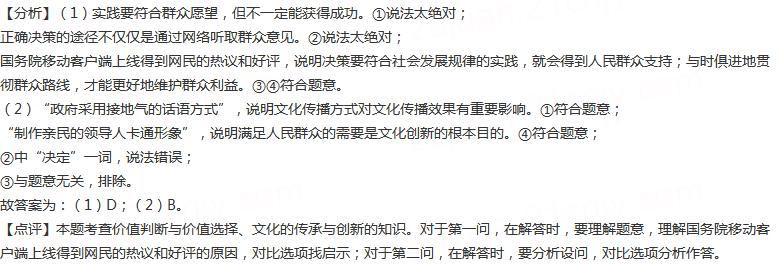 【分析】（1）实践要符合群众愿望，但不一定能获得成功。①说法太绝对；
正确决策的途径不仅仅是通过网络听取群众意见。②说法太绝对；
国务院移动客户端上线得到网民的热议和好评，说明决策要符合社会发展规律的实践，就会得到人民群众支持；与时俱进地贯
彻群众路线，才能更好地维护群众利益。③④符合题意。
（2）“政府采用接地气的话语方式”，说明文化传播方式对文化传播效果有重要影响。①符合题意；
“制作亲民的领导人卡通形象”，说明满足人民群众的需要是文化创新的根本目的。④符合题意；
②中“决定”一词，说法错误；
③与题意无关，排除。
故答案为：（1）D；（2）B。
【点评】本题考查价值判断与价值选择、文化的传承与创新的知识。对于第一问，在解答时，要理解题意，理解国务院移动客
户端上线得到网民的热议和好评的原因，对比选项找启示；对于第二问，在解答时，要分析设问，对比选项分析作答。